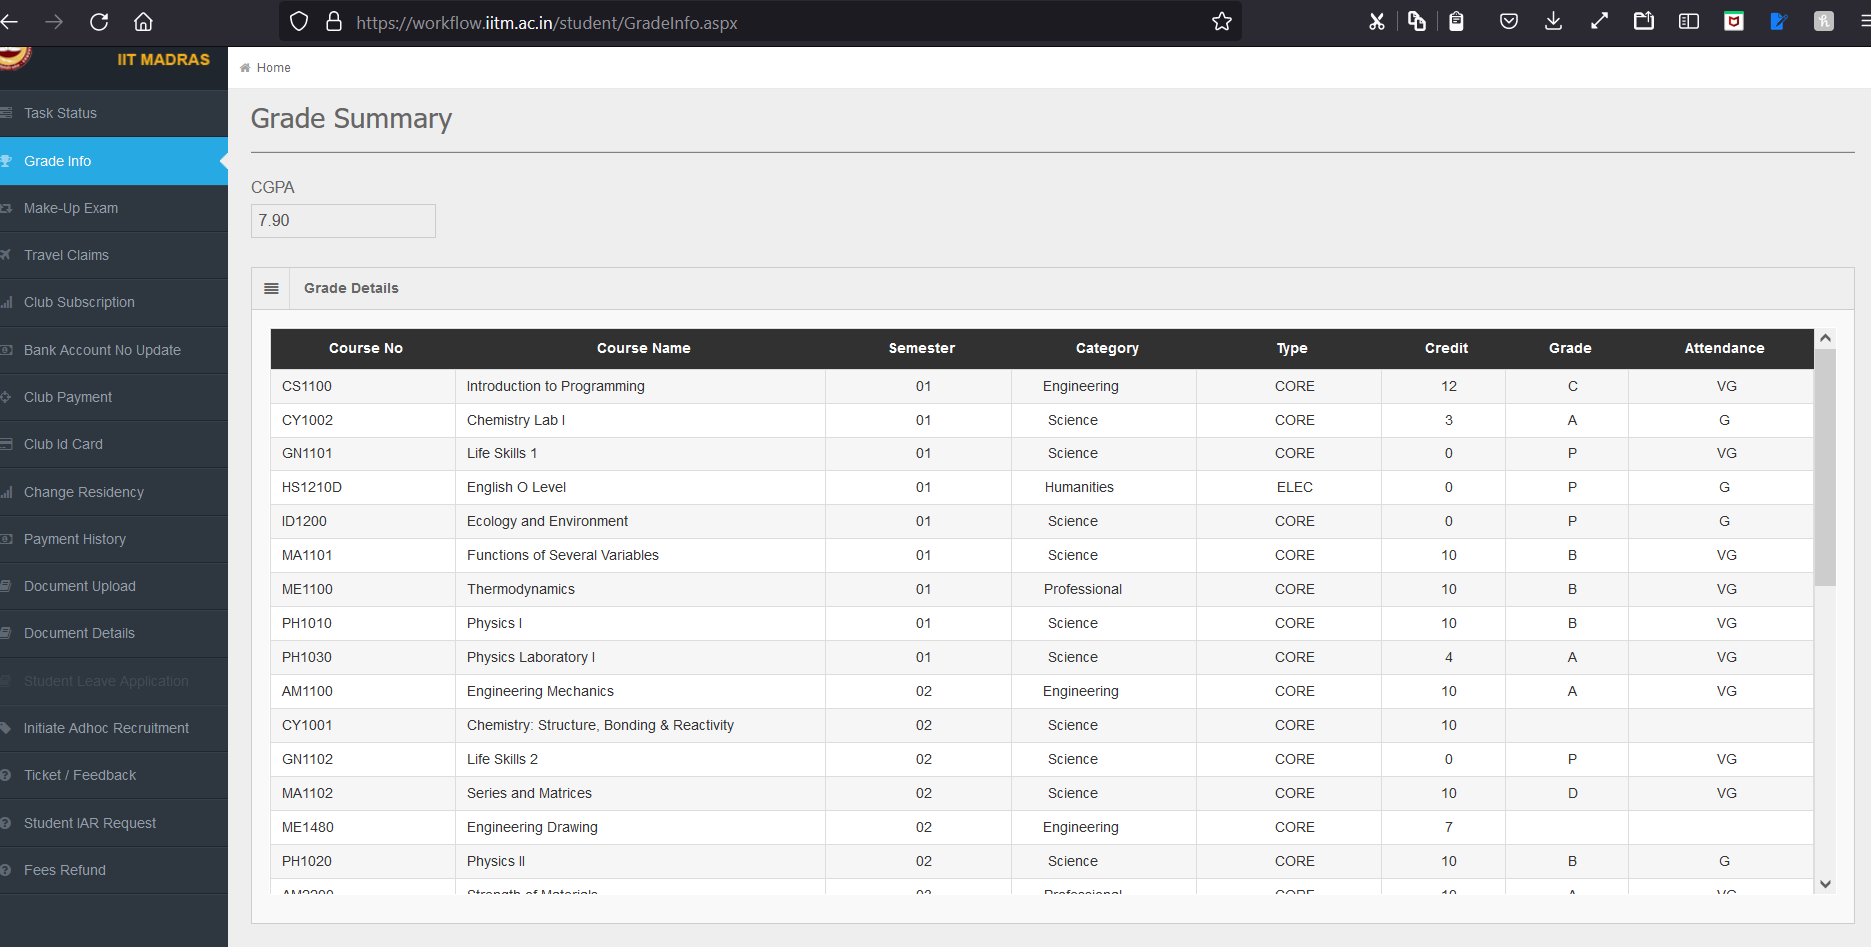 https://workflow.iitm.ac.in/student/GradeInfo.aspx
IIT MADRAS
Task Status
Grade Info
Make-Up Exam
Travel Claims
Club Subscription
Bank Account No Update
Club Payment
Club Id Card
Change Residency
Payment History
Document Upload
Document Details
Student Leave Application
Initiate Adhoc Recruitment
Ticket / Feedback
Student IAR Request
Fees Refund
Home
Grade Summary
CGPA
7.90
Grade Details
Course No Course Name Semester Category Type Credit Grade Attendance
CS1100 Introduction to Programming 01 Engineering CORE 12 C VG
CY1002 Chemistry Lab I 01 Science CORE 3 A G
GN1101 Life Skills 1 01 Science CORE 0 P VG
HS1210D English O Level 01 Humanities ELEC 0 P G
ID1200 Ecology and Environment 01 Science CORE 0 P G
MA1101 Functions of Several Variables 01 Science CORE 10 B VG
ME1100 Thermodynamics 01 Professional CORE 10 B VG
PH1010 Physics I 01 Science CORE 10 B VG
PH1030 Physics Laboratory I 01 Science CORE 4 A VG
AM1100 Engineering Mechanics 02 Engineering CORE 10 A VG
CY1001 Chemistry: Structure, Bonding & Reactivity 02 Science CORE 10
GN1102 Life Skills 2 02 Science CORE 0 P VG
MA1102 Series and Matrices 02 Science CORE 10 D VG
ME1480 Engineering Drawing 02 Engineering CORE 7
PH1020 Physics II 02 Science CORE 10 B G
Strength of Materials Professional CORE 10 A VG